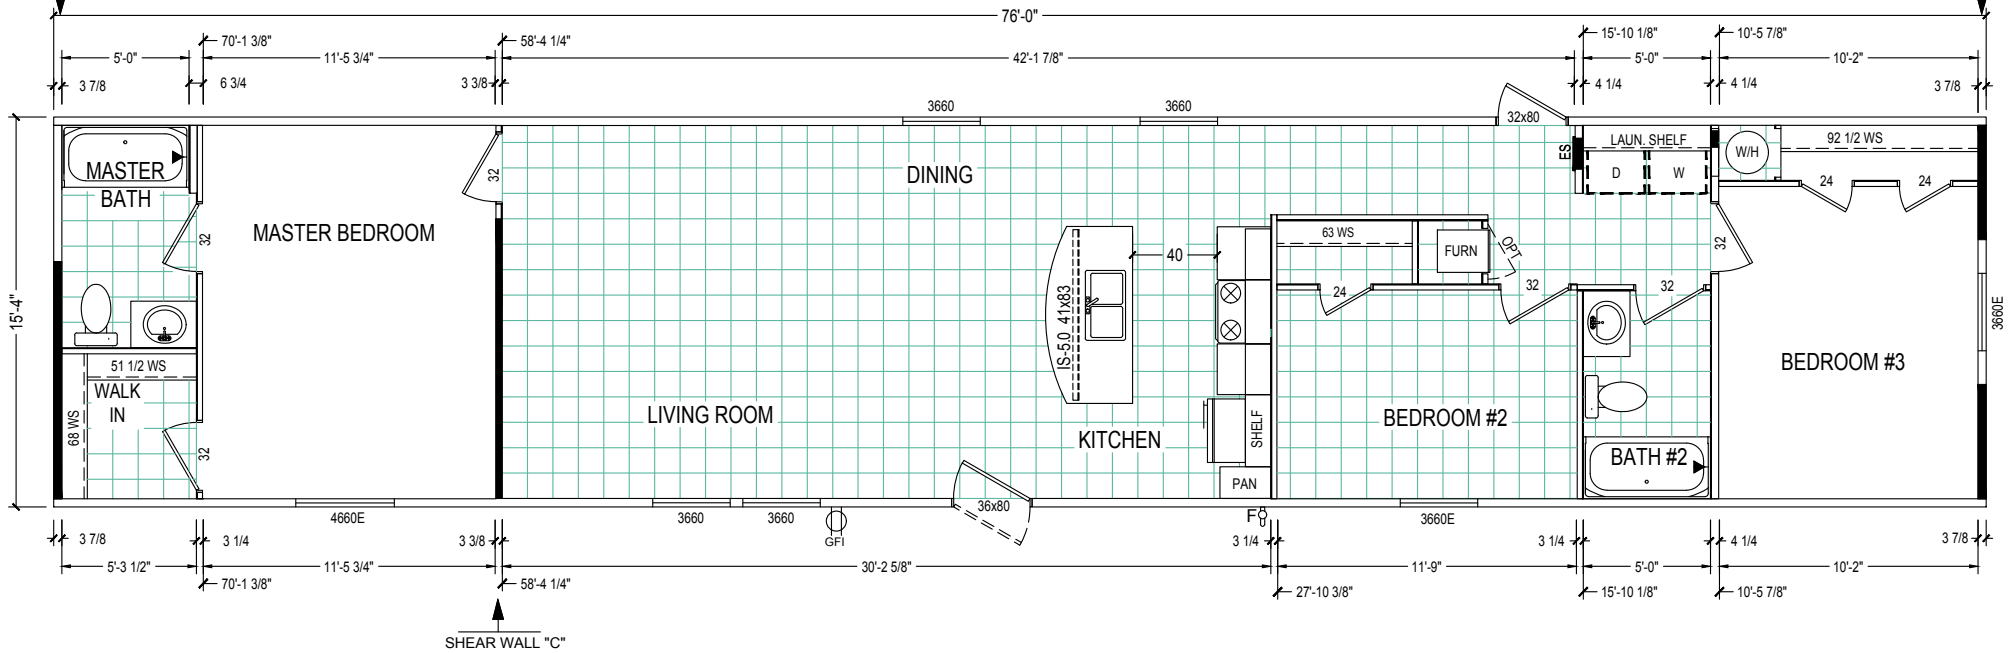 76'-0"
70'-1 3/8"
58'-4 1/4"
15'-10 1/8"
10'-5 7/8"
5'-0"
11'-5 3/4"
42'-1 7/8"
5'-0"
10'-2"
3 7/8
6 3/4
3 3/8
4 1/4
4 1/4
3 7/8
3660
3660
32x80
15'-4"
MASTER
BATH
32
MASTER BEDROOM
32
DINING
ES
LAUN. SHELF
D
W
W/H
92 1/2 WS
24
24
32
63 WS
FURN
OPT
40
IS-5.0 41x83
24
32
32
3660E
51 1/2 WS
WALK
IN
68 WS
32
LIVING ROOM
KITCHEN
SHELF
PAN
BEDROOM #2
BATH #2
BEDROOM #3
36x80
4660E
3660
3660
GFI
F
3660E
3 7/8
3 1/4
3 3/8
3 1/4
3 1/4
4 1/4
3 7/8
5'-3 1/2"
11'-5 3/4"
30'-2 5/8"
11'-9"
5'-0"
10'-2"
70'-1 3/8"
58'-4 1/4"
27'-10 3/8"
15'-10 1/8"
10'-5 7/8"
SHEAR WALL "C"